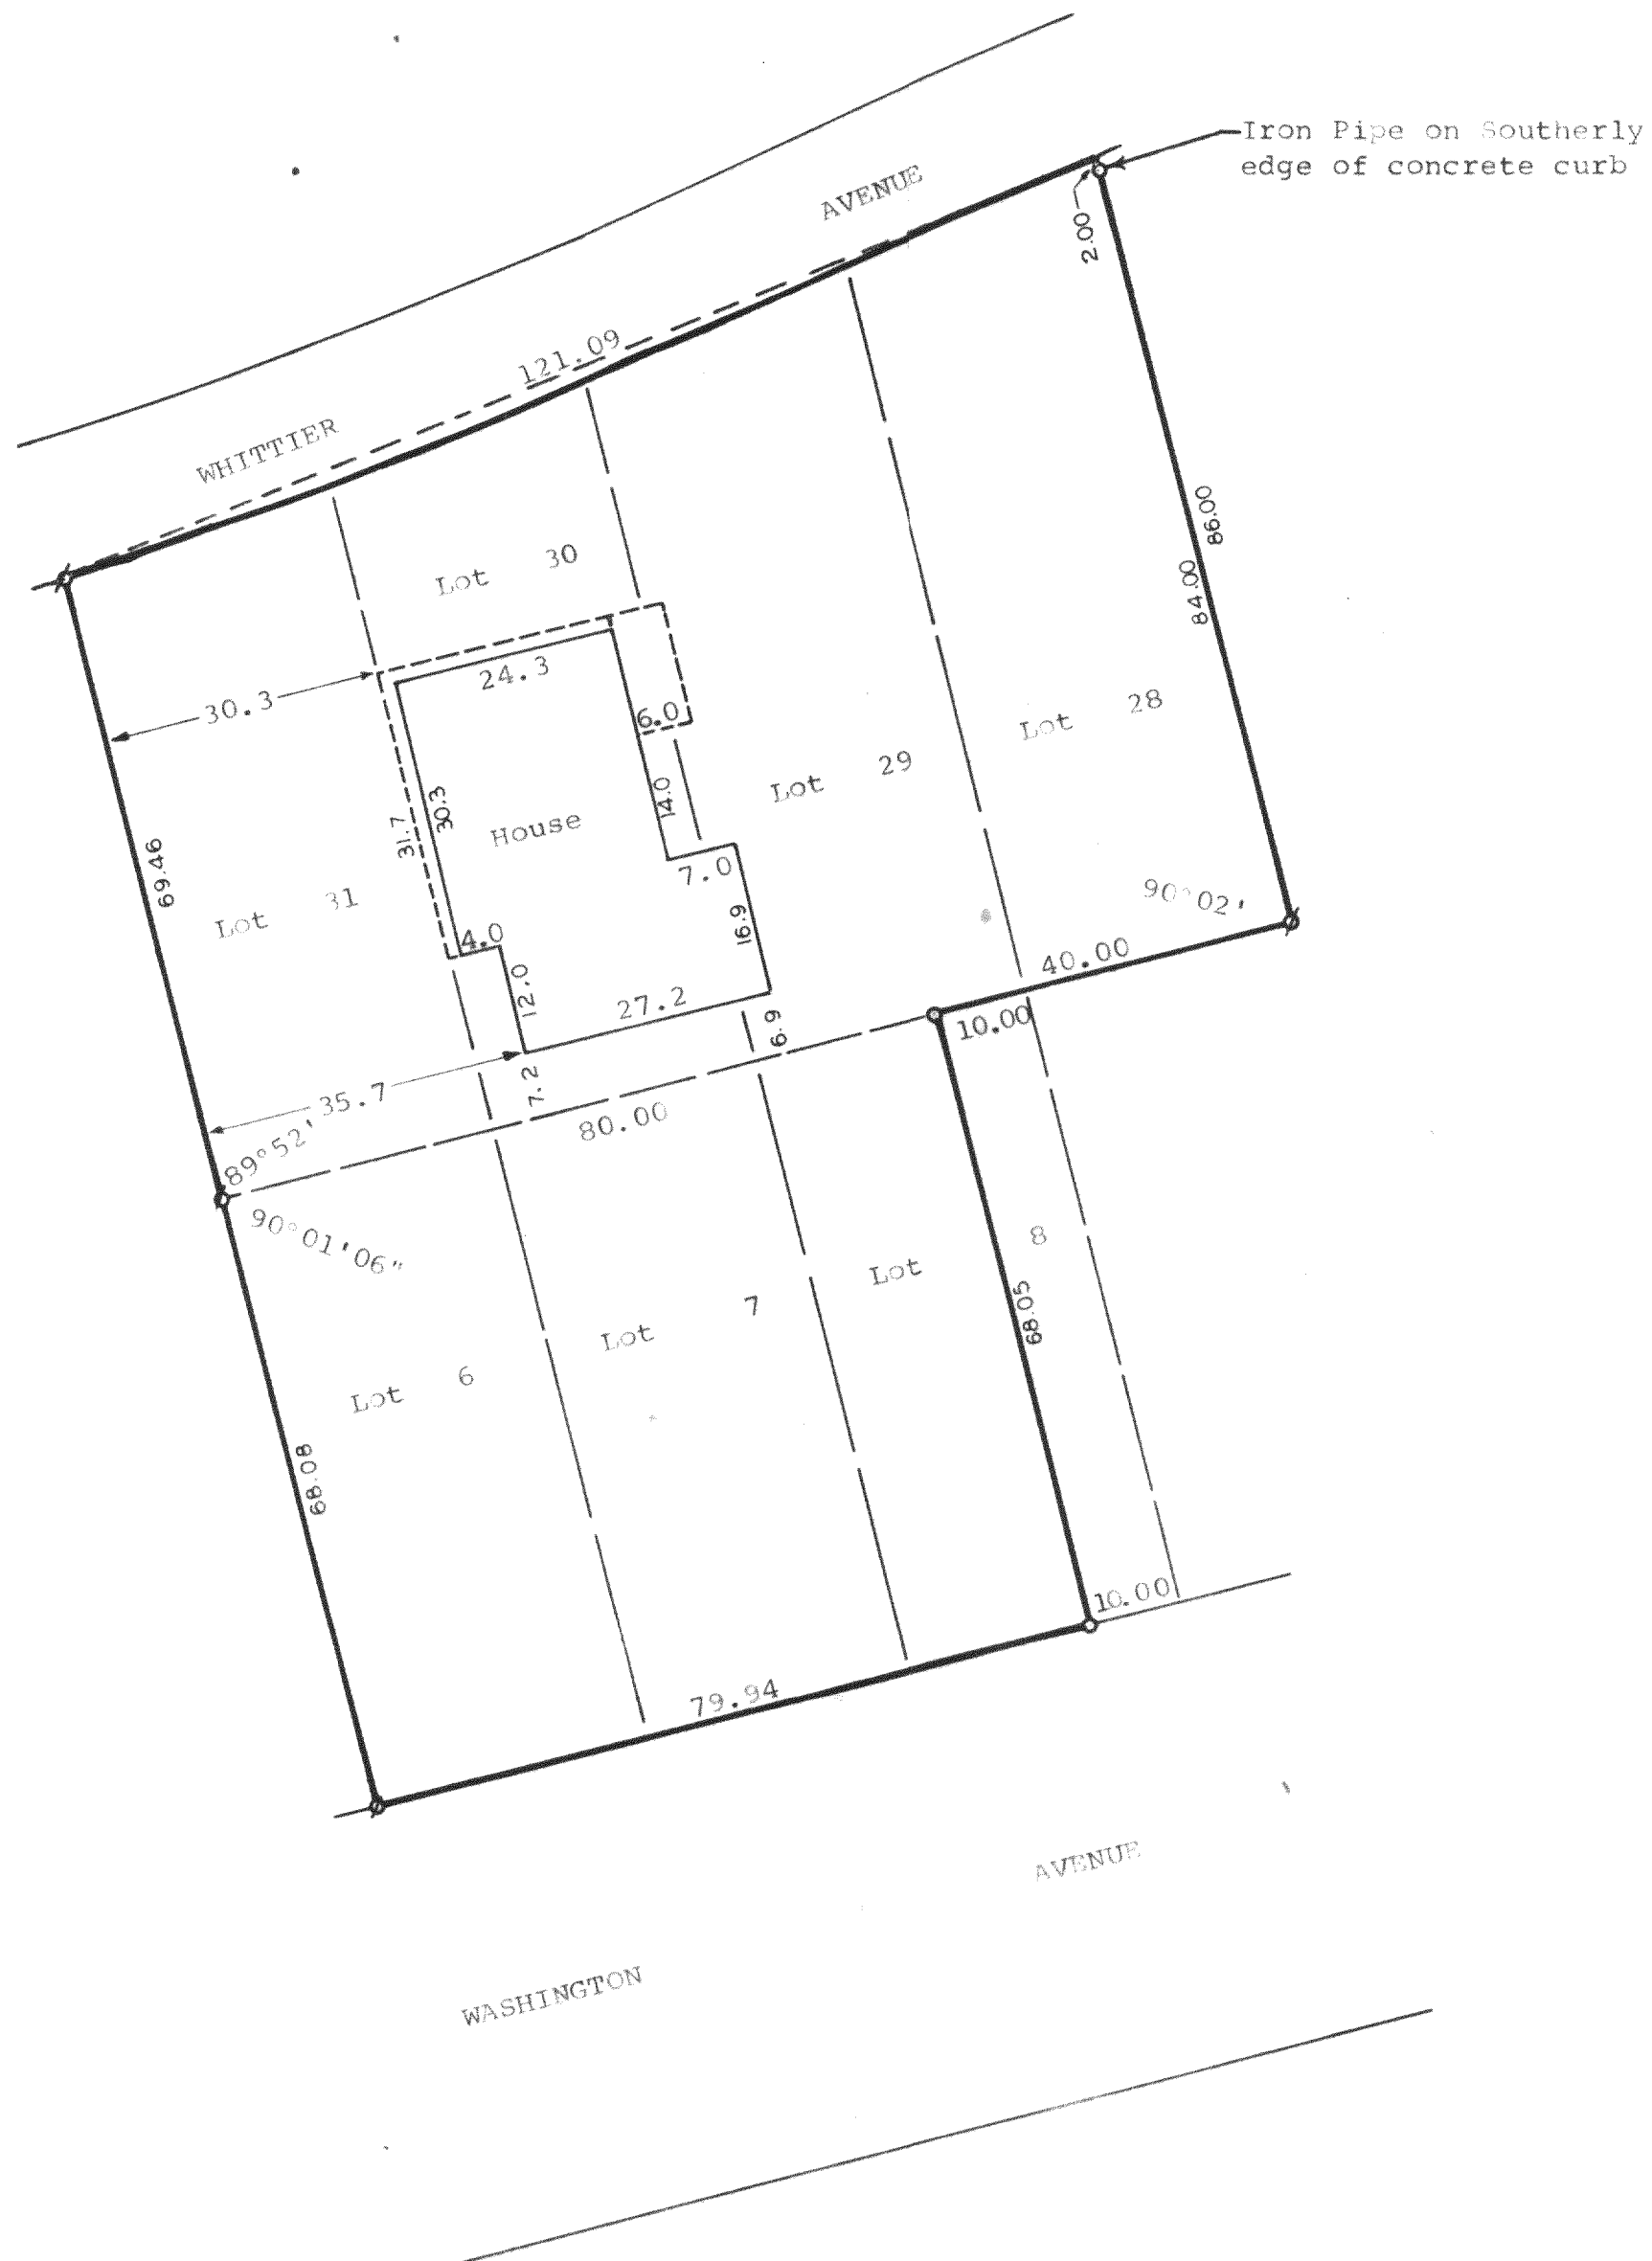 Iron Pipe on Southerly
edge of concrete curb
AVENUE
2.00
121.09
WHITTIER
86.00
84.00
Lot 30
24.3
30.3
6.0
Lot 28
Lot 29
14.0
30.3
31.7
House
7.0
69.46
Lot 31
90°02'
16.9
4.0
40.00
12.0
27.2
10.00
6.9
7.2
35.7
80.00
89°52'
90°01'06"
8
Lot
68.05
Lot 7
Lot 6
68.08
10.00
79.94
AVENUE
WASHINGTON